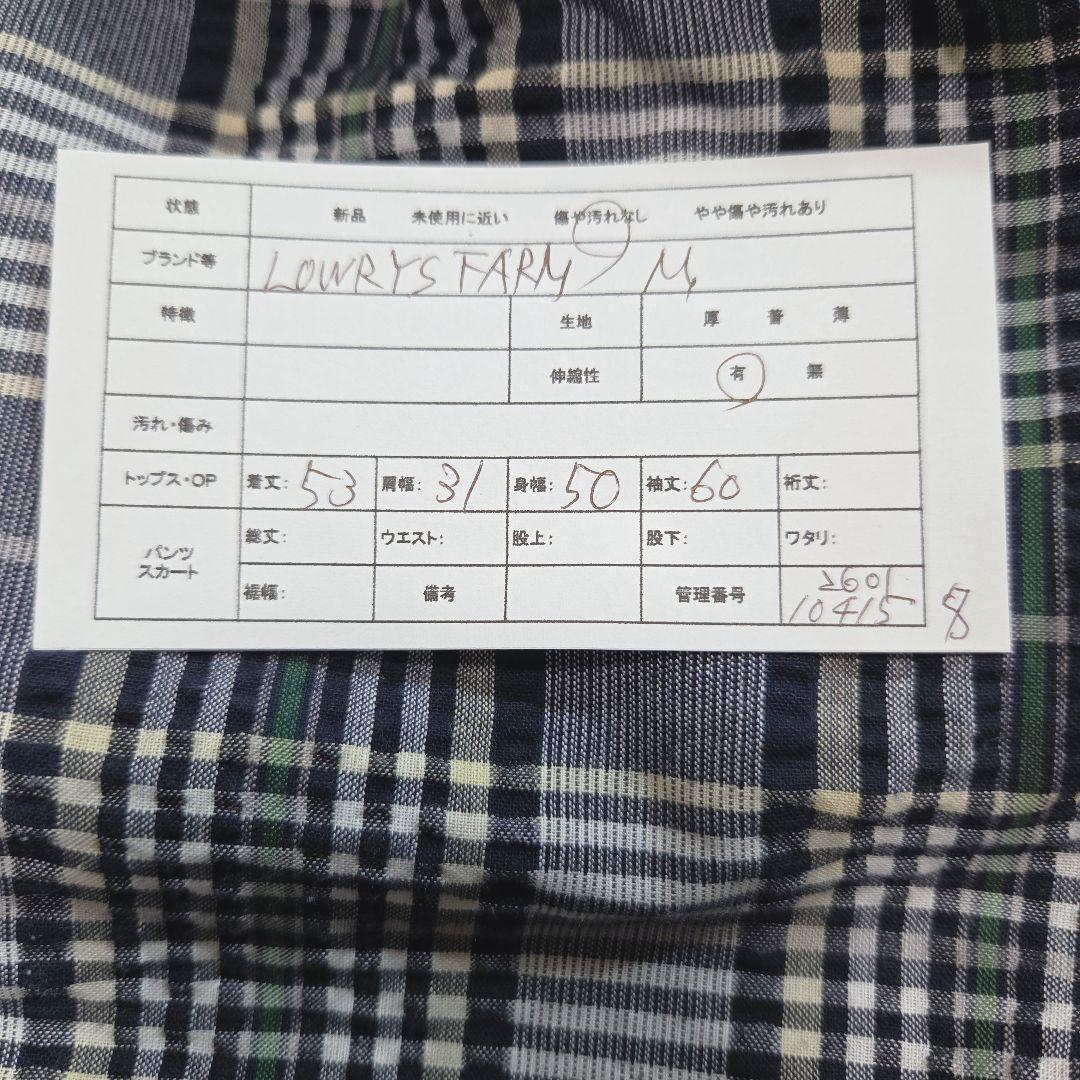 状態 新品 未使用に近い 傷や汚れなし やや傷や汚れあり
ブランド等 LOWRYS FARM M
特徴 生地 厚 普 薄
伸縮性 有 無
汚れ・傷み
トップス・OP 着丈: 53 肩幅: 31 身幅: 50 袖丈: 60 裄丈:
パンツ スカート
総丈: ウエスト: 股上: 股下: ワタリ:
裾幅: 備考 管理番号 2601
10415 8